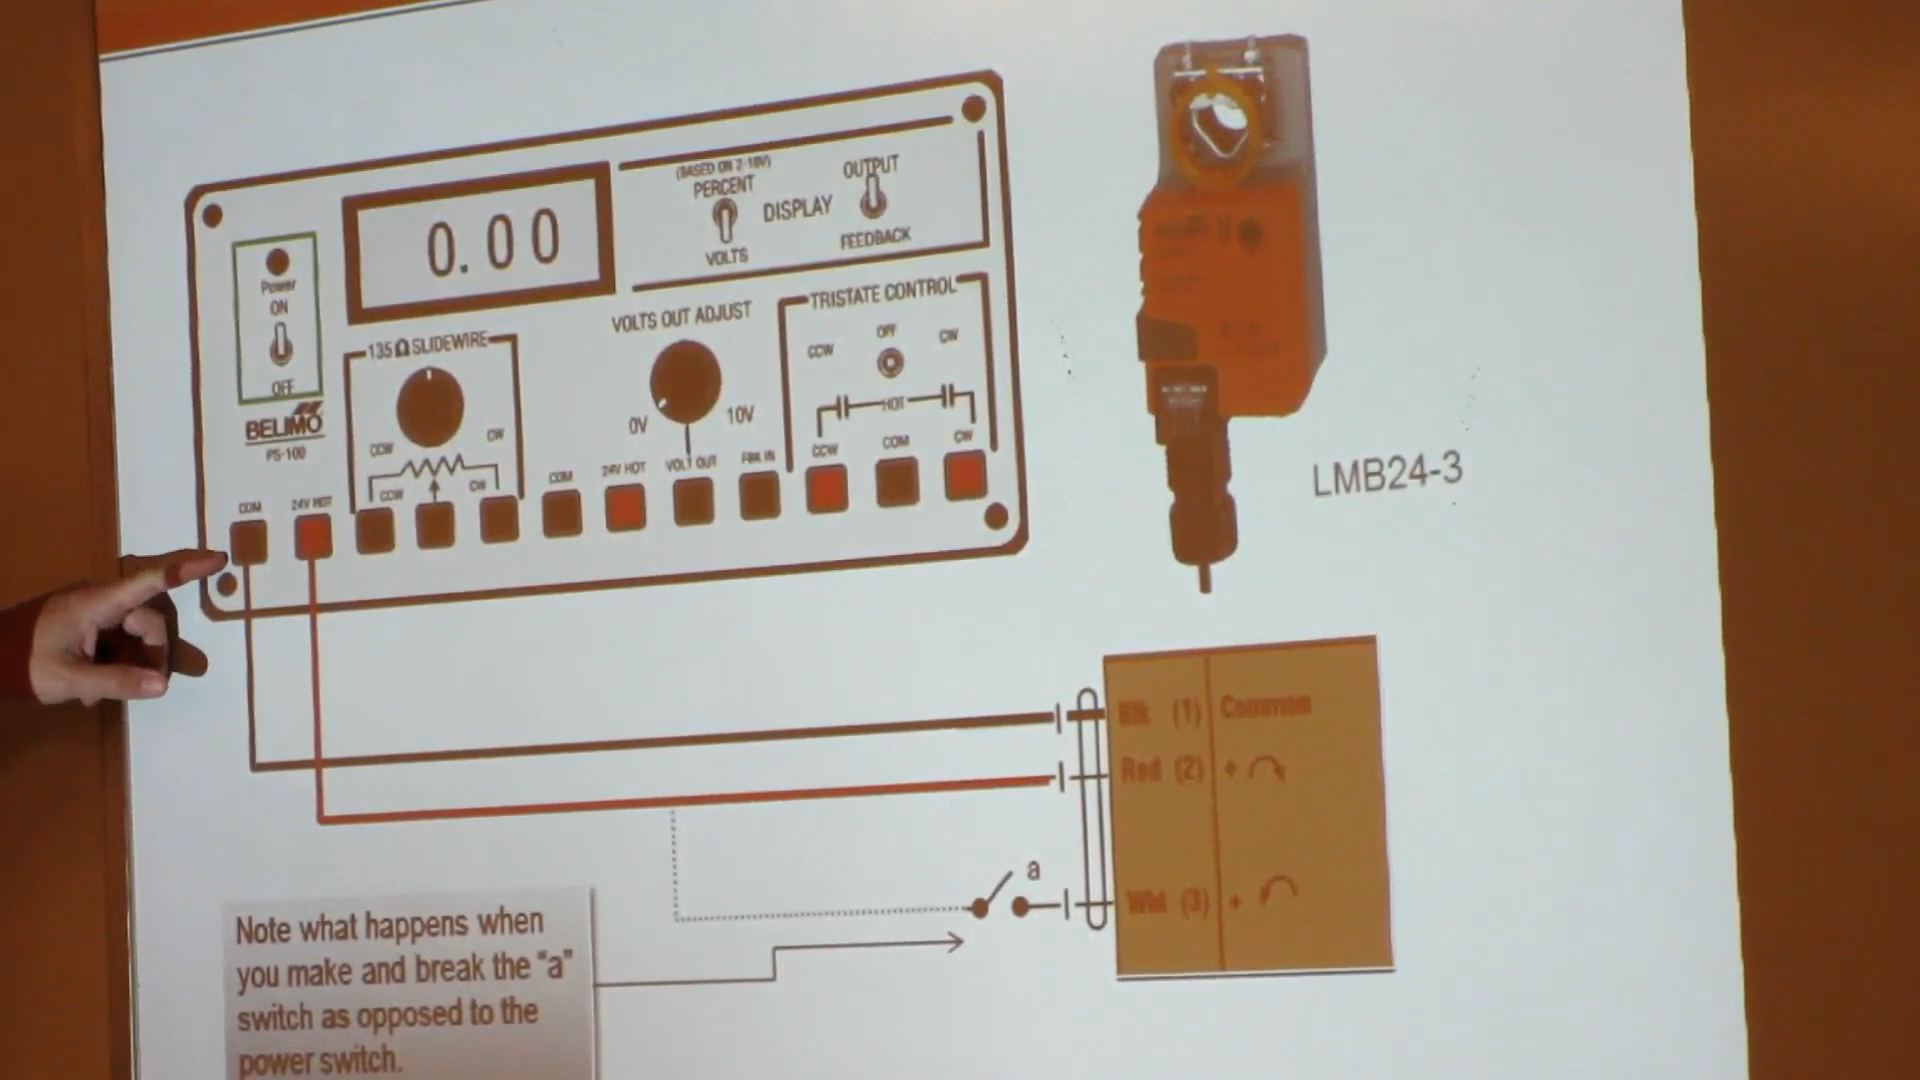 0.00
(BASED ON 2-10V)
PERCENT
VOLTS
DISPLAY
OUTPUT
FEEDBACK
Power
ON
OFF
BELIMO
PS-100
135 Ω SLIDEWIRE
CCW
CW
CCW
CW
VOLTS OUT ADJUST
0V
10V
TRISTATE CONTROL
OFF
CCW
CW
HOT
COM
24V HOT
COM
24V HOT
VOLT OUT
FBK IN
CCW
COM
CW
LMB24-3
Blk (1) Common
Red (2) +
a
Wht (3) +
Note what happens when
you make and break the "a"
switch as opposed to the
power switch.